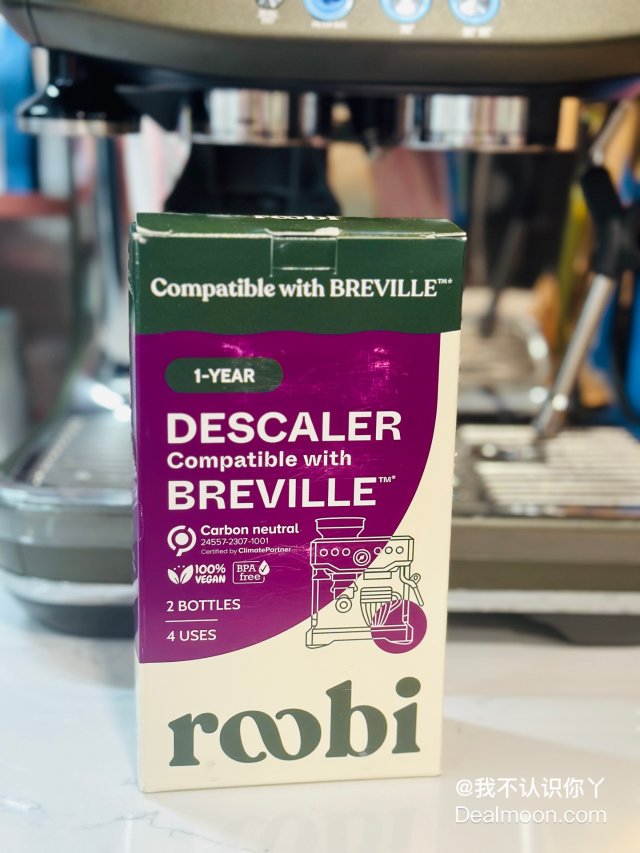 roobi
Compatible with BREVILLE™*
1-YEAR
DESCALER
Compatible with
BREVILLE™*
Carbon neutral
24557-2307-1001
Certified by ClimatePartner
100%
VEGAN
BPA
free
2 BOTTLES
4 USES
roobi
@我不认识你丫
Dealmoon.com